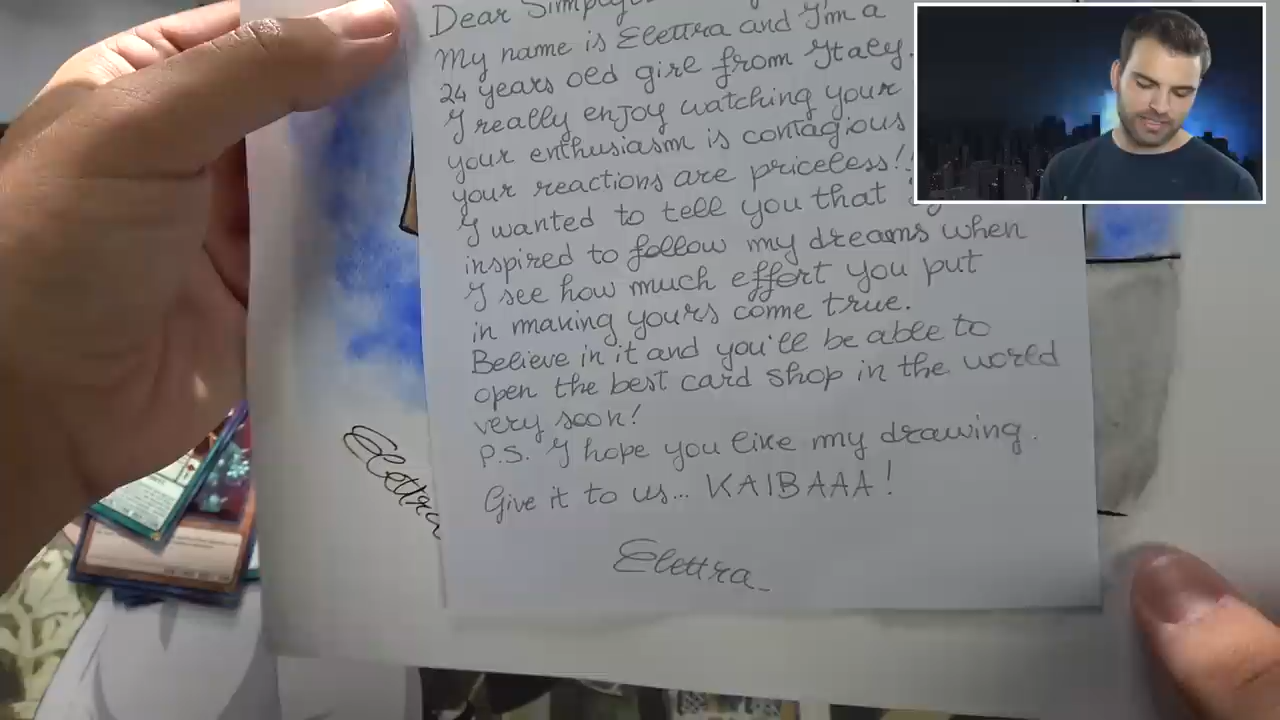 Dear
My name is Elettra and I'm a
24 years old girl from Italy.
I really enjoy watching your
your enthusiasm is contagious
your reactions are priceless!!
I wanted to tell you that
inspired to follow my dreams when
I see how much effort you put
in making yours come true.
Believe in it and you'll be able to
open the best card shop in the world
very soon!
P.S. I hope you like my drawing.
Give it to us... KAIBAAA!
Elettra
Elettra